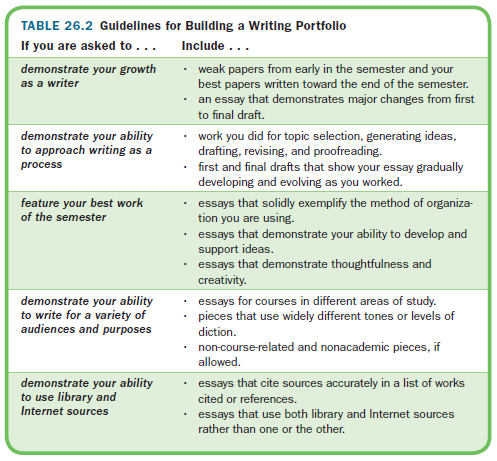 TABLE 26.2 Guidelines for Building a Writing Portfolio
If you are asked to . . . Include . . .
demonstrate your growth
as a writer
· weak papers from early in the semester and your
best papers written toward the end of the semester.
· an essay that demonstrates major changes from first
to final draft.
demonstrate your ability
to approach writing as a
process
· work you did for topic selection, generating ideas,
drafting, revising, and proofreading.
· first and final drafts that show your essay gradually
developing and evolving as you worked.
feature your best work
of the semester
· essays that solidly exemplify the method of organiza-
tion you are using.
· essays that demonstrate your ability to develop and
support ideas.
· essays that demonstrate thoughtfulness and
creativity.
demonstrate your ability
to write for a variety of
audiences and purposes
· essays for courses in different areas of study.
· pieces that use widely different tones or levels of
diction.
· non-course-related and nonacademic pieces, if
allowed.
demonstrate your ability
to use library and
Internet sources
· essays that cite sources accurately in a list of works
cited or references.
· essays that use both library and Internet sources
rather than one or the other.